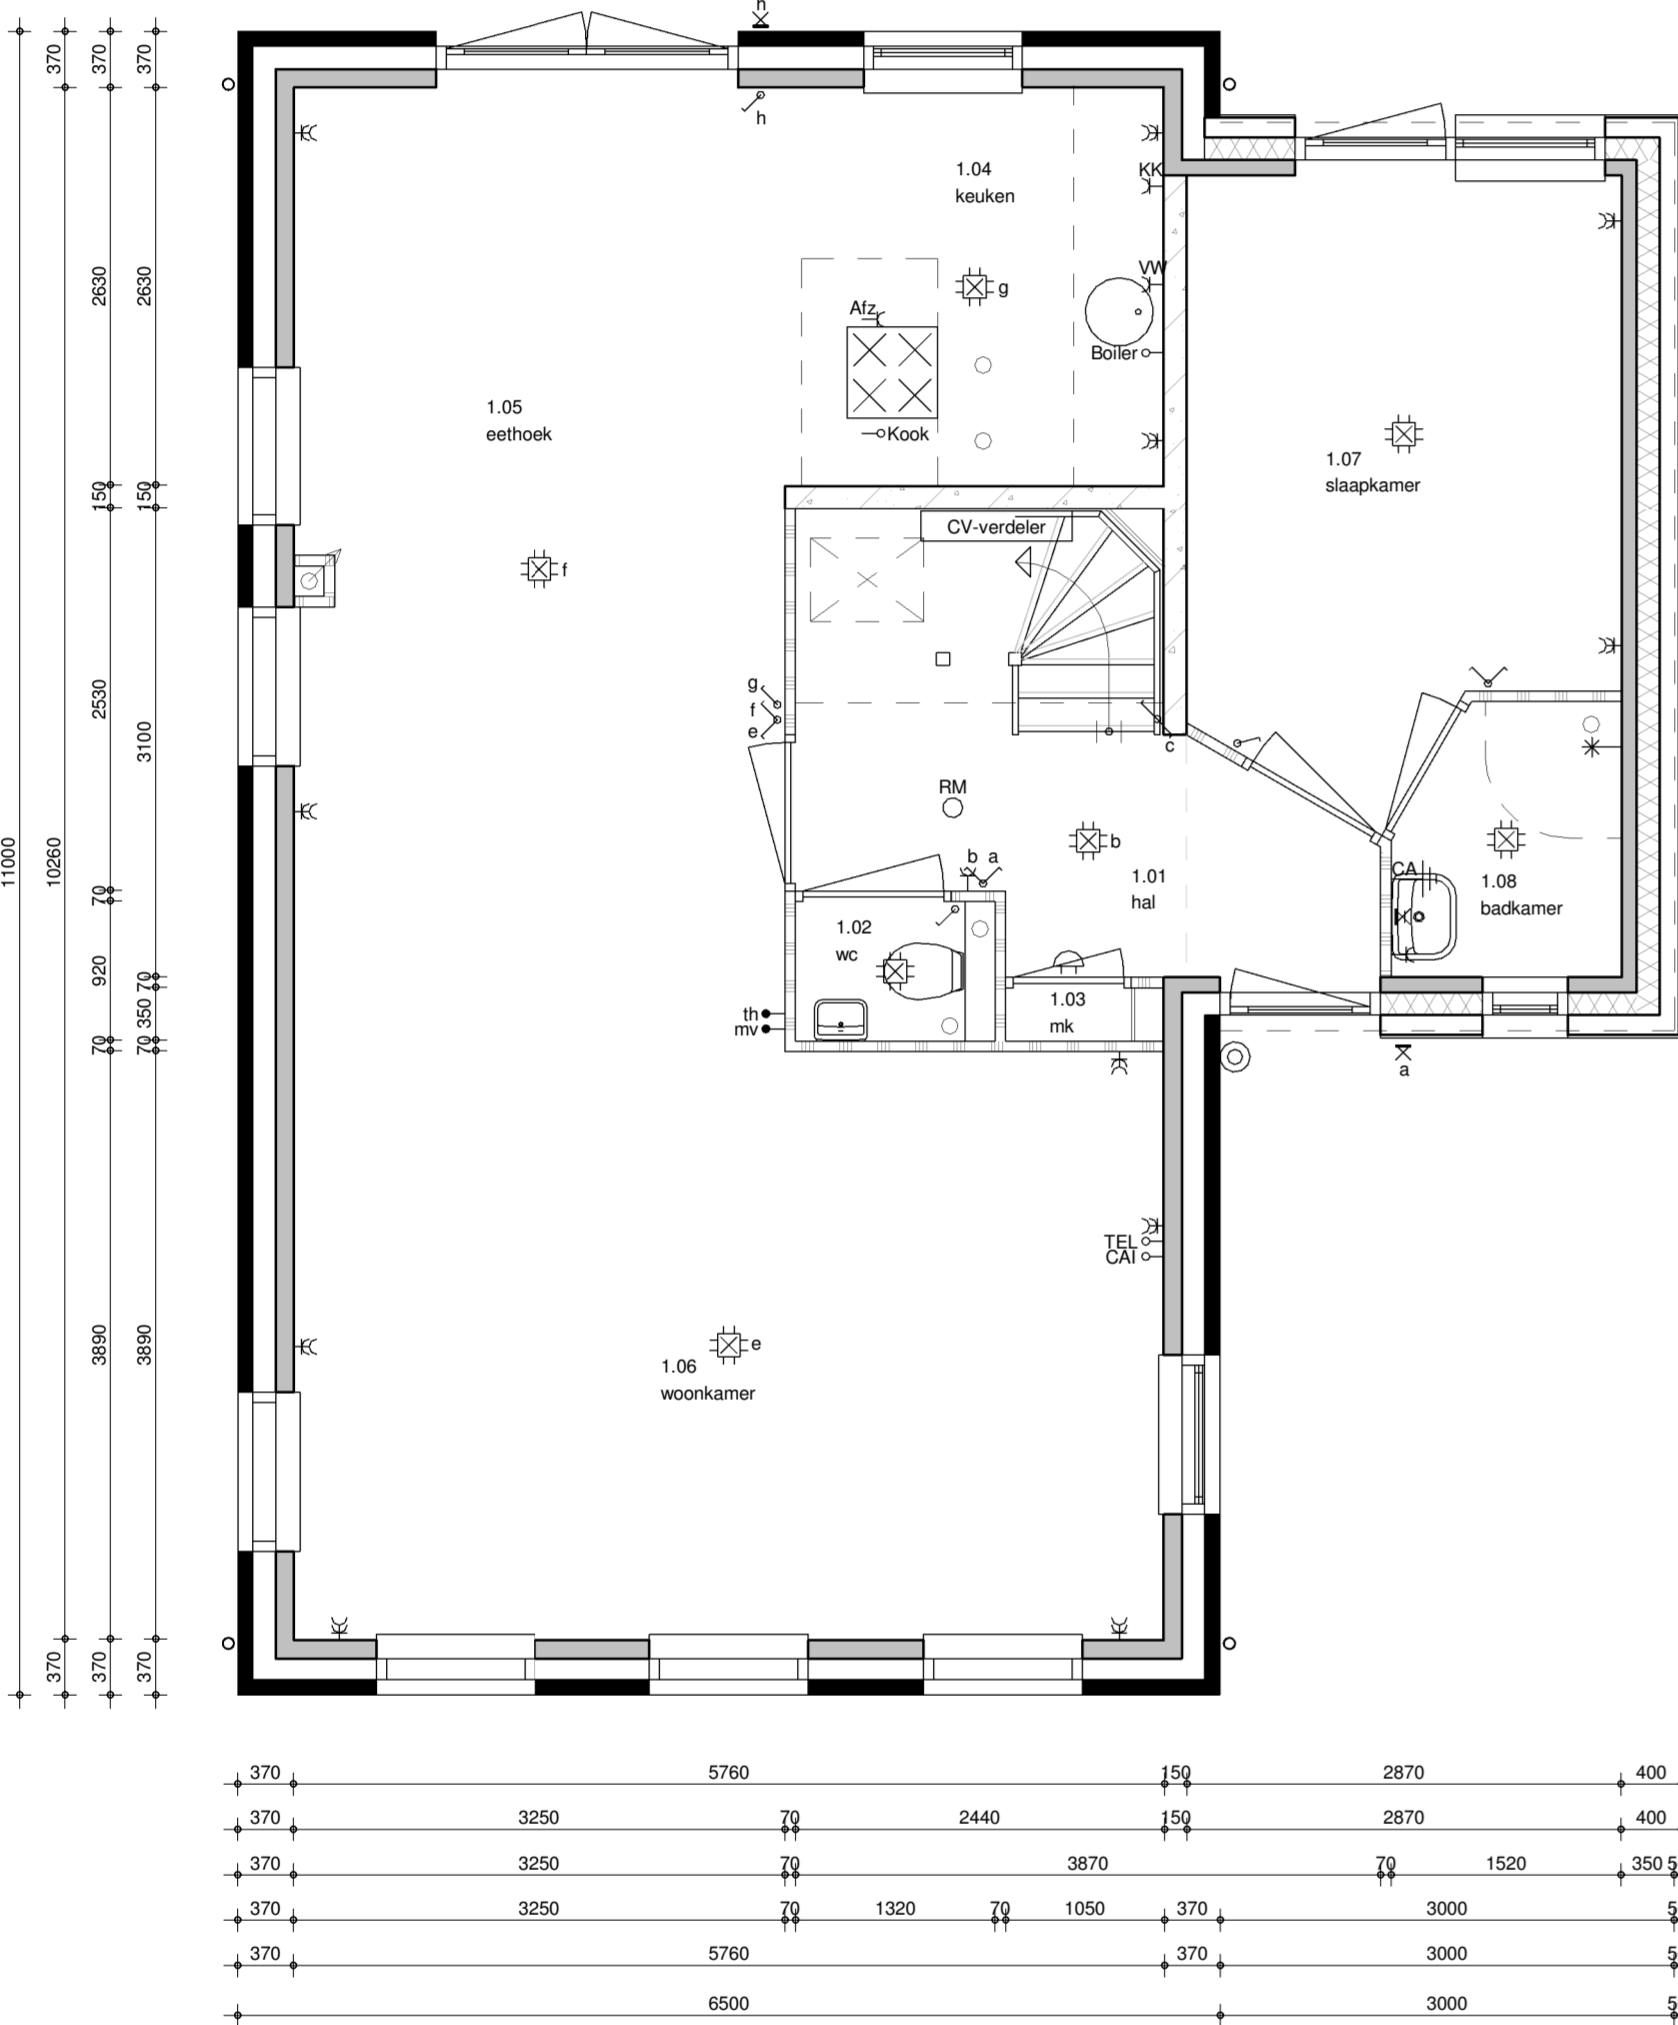 h
370
370
370
h
1.04
keuken
KK
2630
2630
VW
g
Afz
Boiler
1.05
eethoek
Kook
1.07
slaapkamer
150
150
CV-verdeler
f
g
f
e
2530
3100
c
RM
11000
10260
b
b a
1.01
hal
CA
1.08
badkamer
70
1.02
wc
920
70
350
1.03
mk
th
mv
70
70
a
TEL
CAI
3890
3890
e
1.06
woonkamer
370
370
370
370 5760 150 2870 400
370 3250 70 2440 150 2870 400
370 3250 70 3870 70 1520 350 5
370 3250 70 1320 70 1050 370 3000 5
370 5760 370 3000 5
6500 3000 5